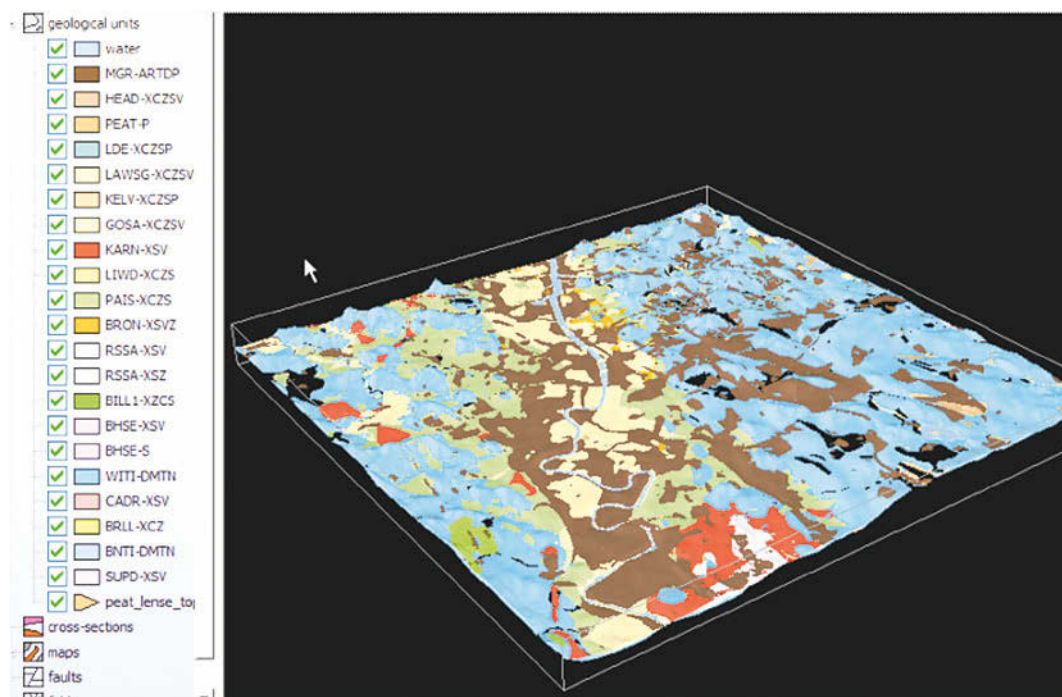 geological units
water
MGR-ARTDP
HEAD-XCZSV
PEAT-P
LDE-XCZSP
LAWSG-XCZSV
KELV-XCZSP
GOSA-XCZSV
KARN-XSV
LIWD-XCZS
PAIS-XCZS
BRON-XSVZ
RSSA-XSV
RSSA-XSZ
BILL1-XZCS
BHSE-XSV
BHSE-S
WITI-DMTN
CADR-XSV
BRLL-XCZ
BNTI-DMTN
SUPD-XSV
peat_lense_top
cross-sections
maps
faults